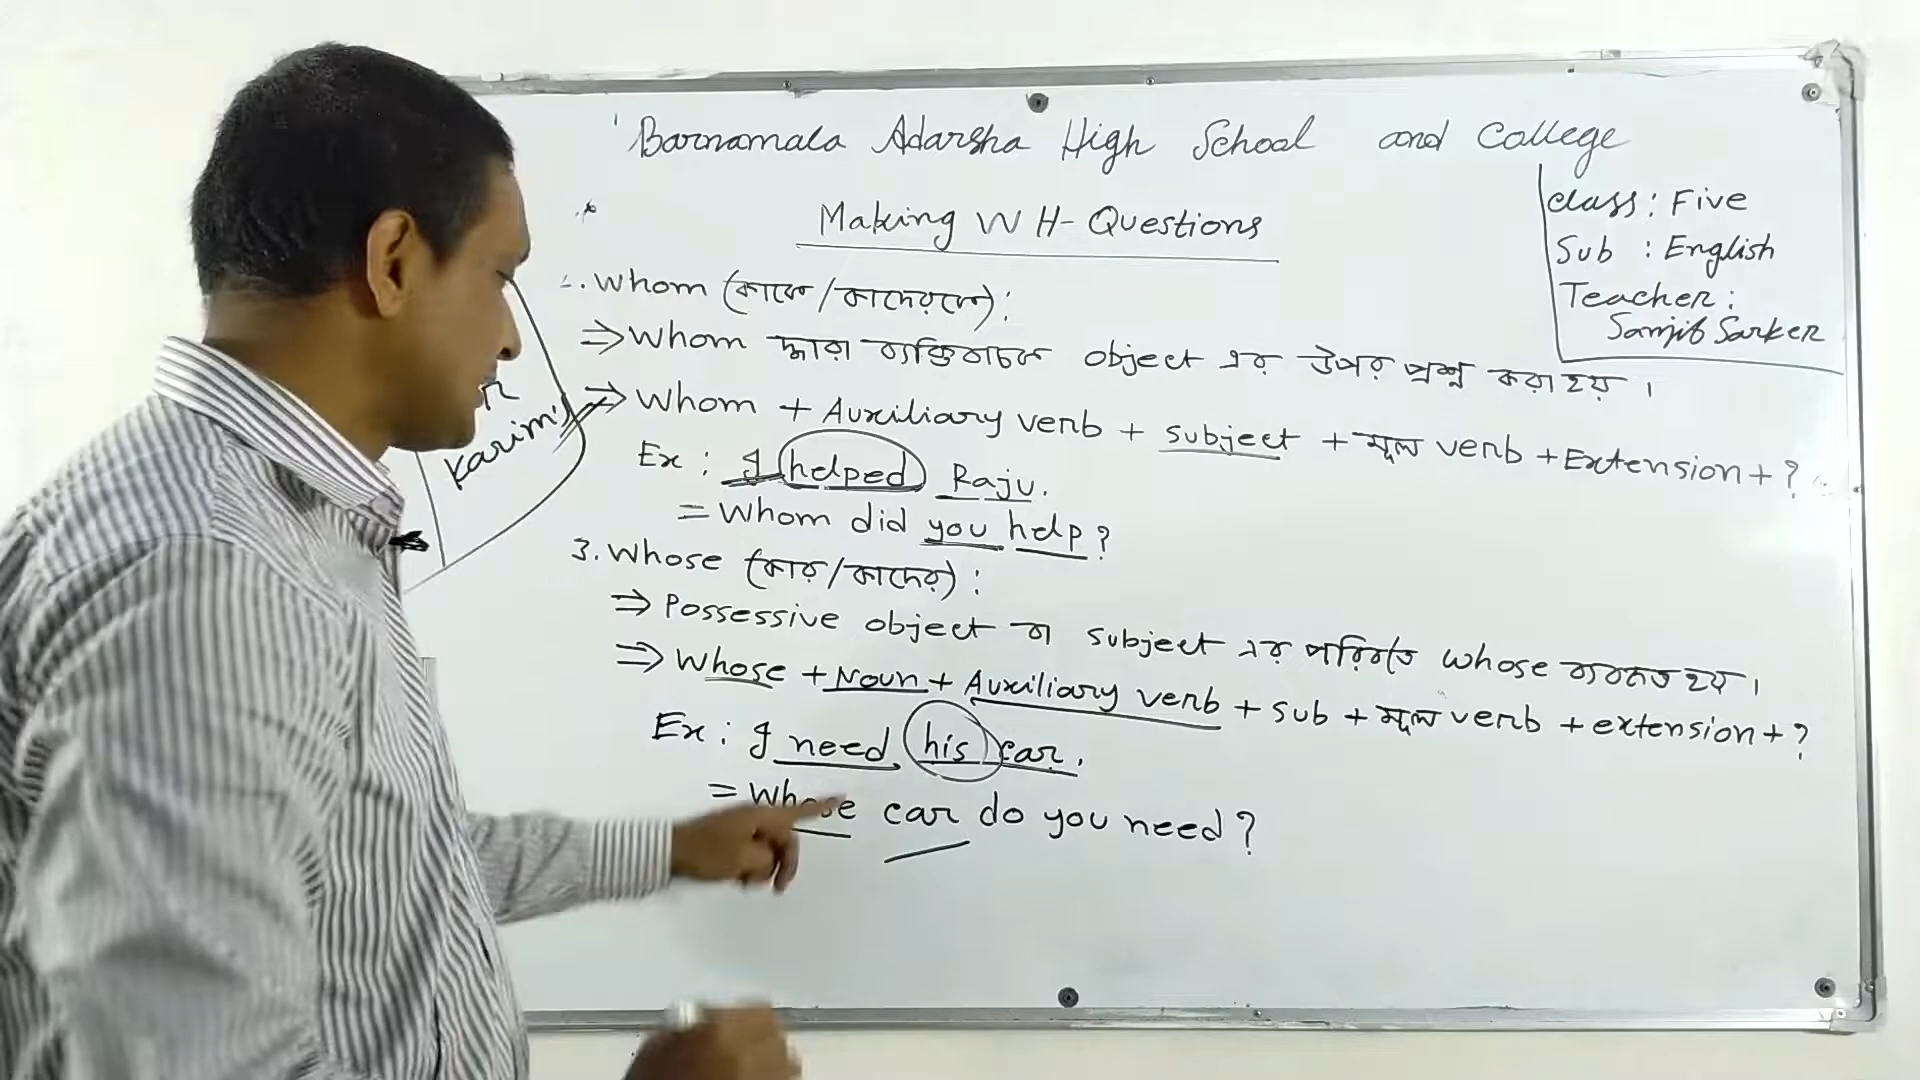 Barnamala Adarsha High School and College
Class : Five
Sub : English
Teacher :
Sanjib Sarker
Making WH-Questions
. Whom (কাকে/কাদেরকে) :
⇒ Whom দ্বারা ব্যক্তিবাচক object এর উপর প্রশ্ন করা হয় ।
⇒ Whom + Auxiliary verb + subject + মূল verb + Extension + ?
Ex : I helped Raju.
= Whom did you help ?
3. Whose (কার/কাদের) :
⇒ Possessive object বা subject এর পরিবর্তে whose ব্যবহৃত হয় ।
⇒ Whose + Noun + Auxiliary verb + sub + মূল verb + extension + ?
Ex : I need his car.
= Whose car do you need ?
Karim's